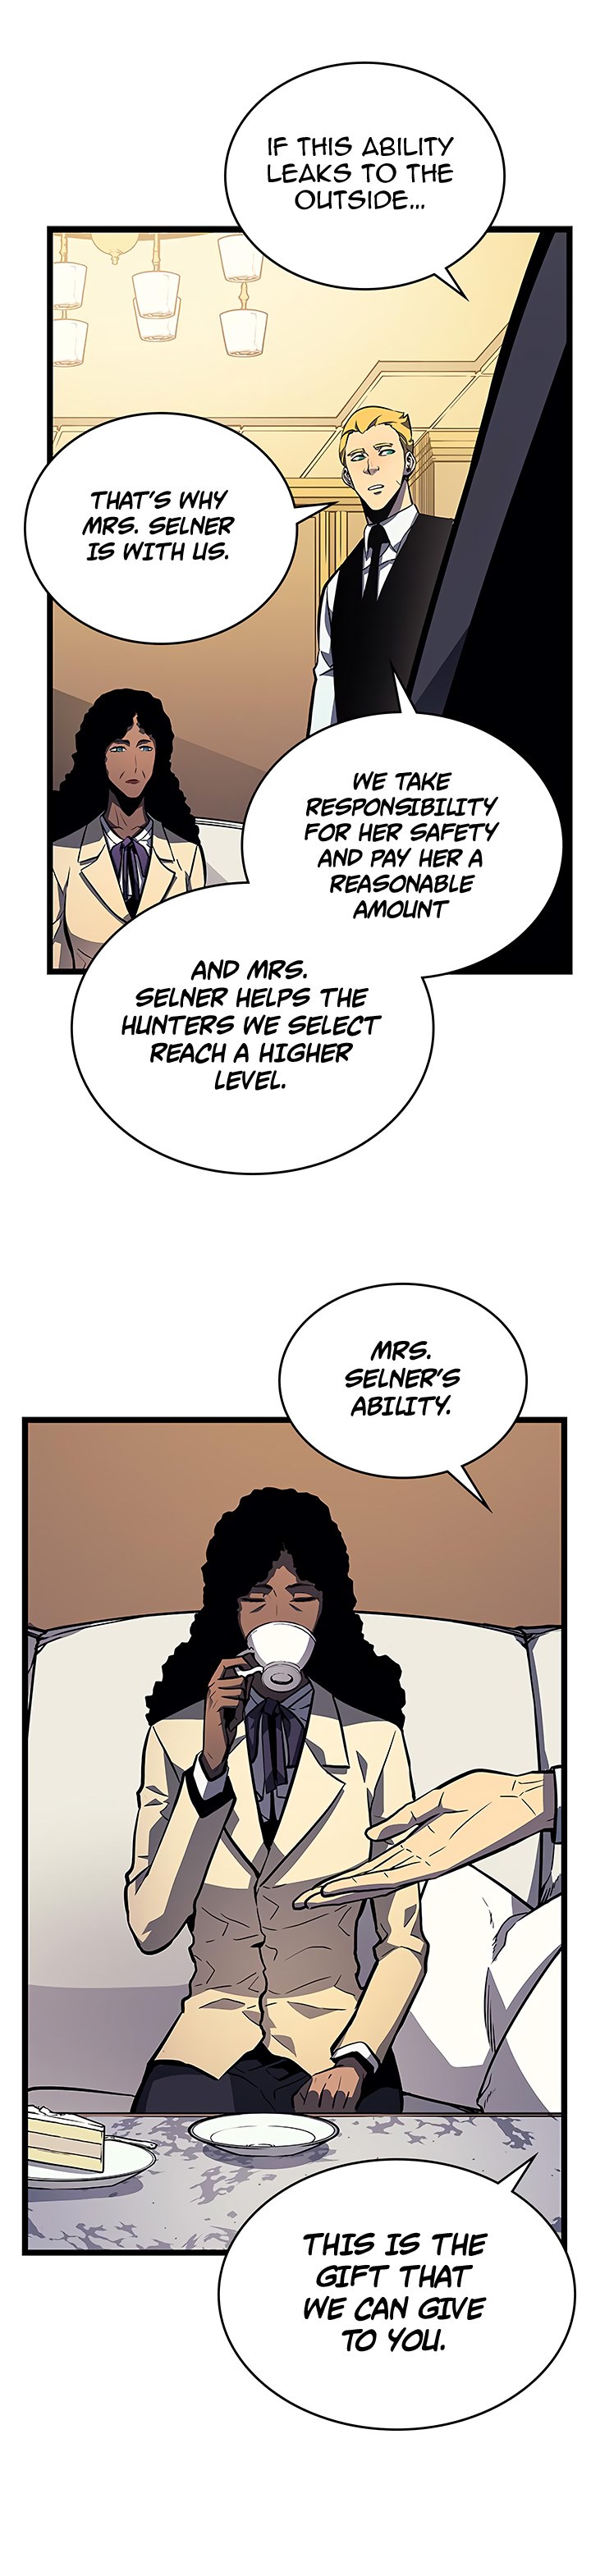 IF THIS ABILITY
LEAKS TO THE
OUTSIDE...
THAT'S WHY
MRS. SELNER
IS WITH US.
WE TAKE
RESPONSIBILITY
FOR HER SAFETY
AND PAY HER A
REASONABLE
AMOUNT
AND MRS.
SELNER HELPS THE
HUNTERS WE SELECT
REACH A HIGHER
LEVEL.
MRS.
SELNER'S
ABILITY.
THIS IS THE
GIFT THAT
WE CAN GIVE
TO YOU.